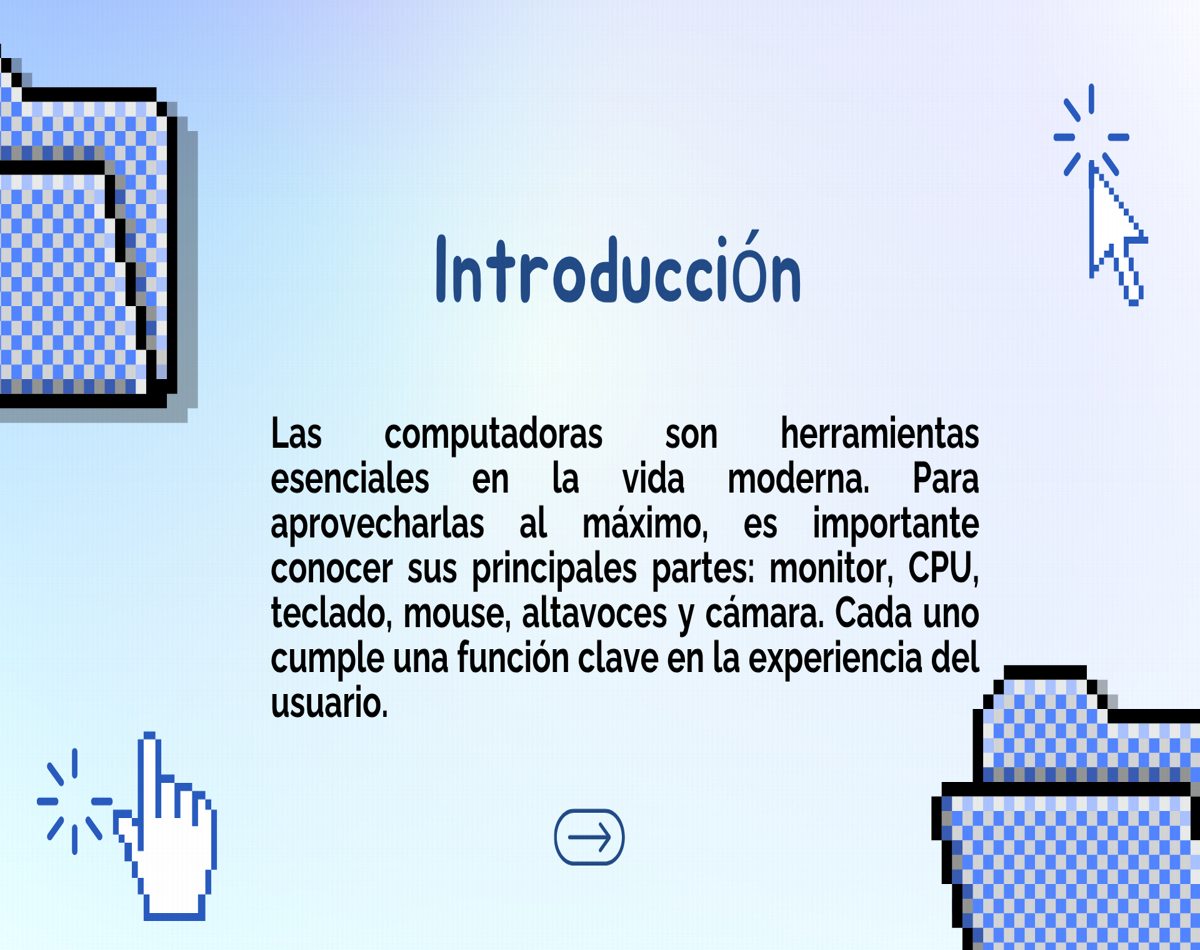 Introducción
Las computadoras son herramientas
esenciales en la vida moderna. Para
aprovecharlas al máximo, es importante
conocer sus principales partes: monitor, CPU,
teclado, mouse, altavoces y cámara. Cada uno
cumple una función clave en la experiencia del
usuario.